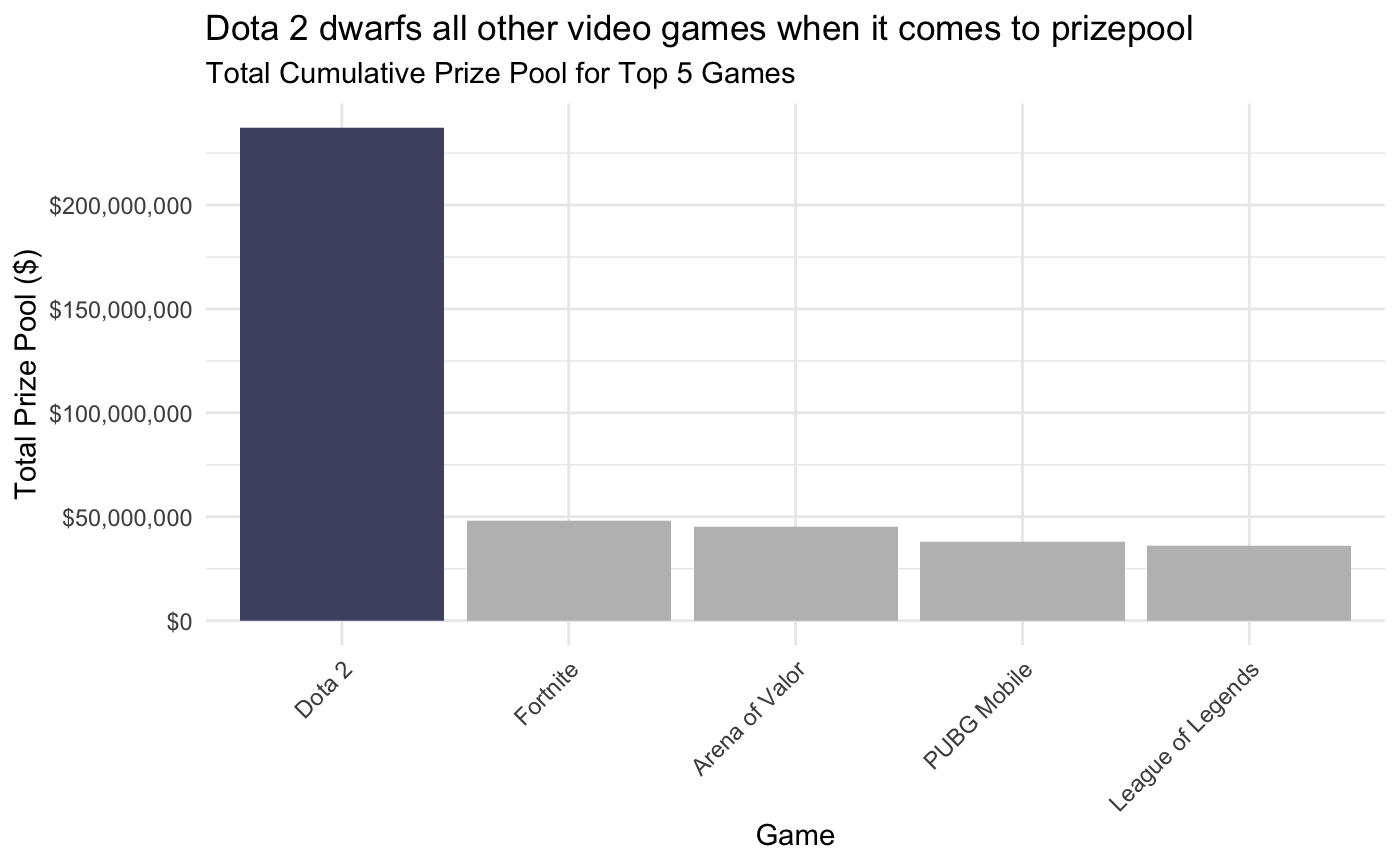 Dota 2 dwarfs all other video games when it comes to prizepool
Total Cumulative Prize Pool for Top 5 Games
Total Prize Pool ($)
$200,000,000
$150,000,000
$100,000,000
$50,000,000
$0
Dota 2
Fortnite
Arena of Valor
PUBG Mobile
League of Legends
Game